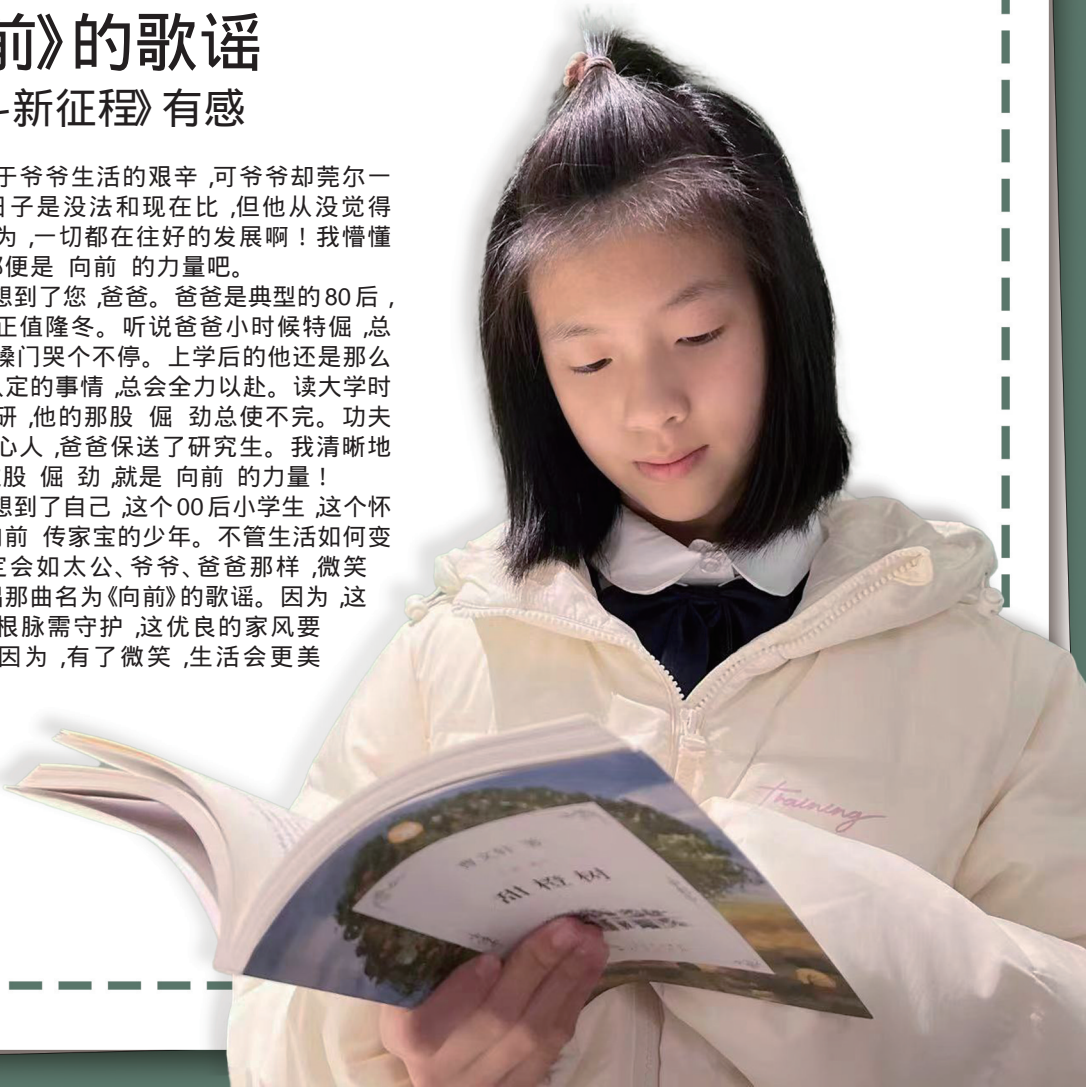 前》的歌谣
新征程》有感
于爷爷生活的艰辛,可爷爷却莞尔一
日子是没法和现在比,但他从没觉得
为,一切都在往好的发展啊!我懵懂
那便是 向前 的力量吧。
想到了您,爸爸。爸爸是典型的80后,
正值隆冬。听说爸爸小时候特倔,总
嗓门哭个不停。上学后的他还是那么
认定的事情,总会全力以赴。读大学时
研,他的那股 倔 劲总使不完。功夫
心人,爸爸保送了研究生。我清晰地
股 倔 劲,就是 向前 的力量!
想到了自己,这个00后小学生,这个怀
向前 传家宝的少年。不管生活如何变
定会如太公、爷爷、爸爸那样,微笑
唱那曲名为《向前》的歌谣。因为,这
根脉需守护,这优良的家风要
因为,有了微笑,生活会更美
Training
曹文轩 著
甜橙树